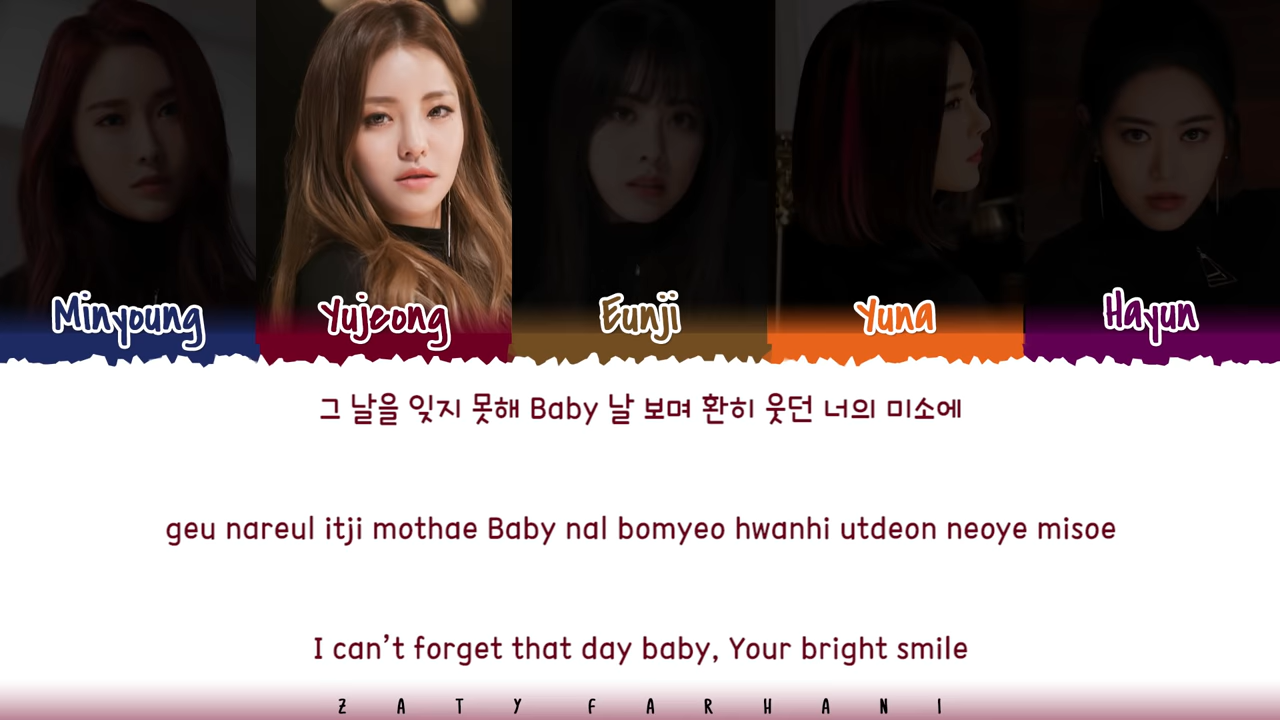 Minyoung Yujeong Eunji Yuna Hayun
그 날을 잊지 못해 Baby 날 보며 환히 웃던 너의 미소에
geu nareul itji mothae Baby nal bomyeo hwanhi utdeon neoye misoe
I can't forget that day baby, Your bright smile
ZATY FARHANI